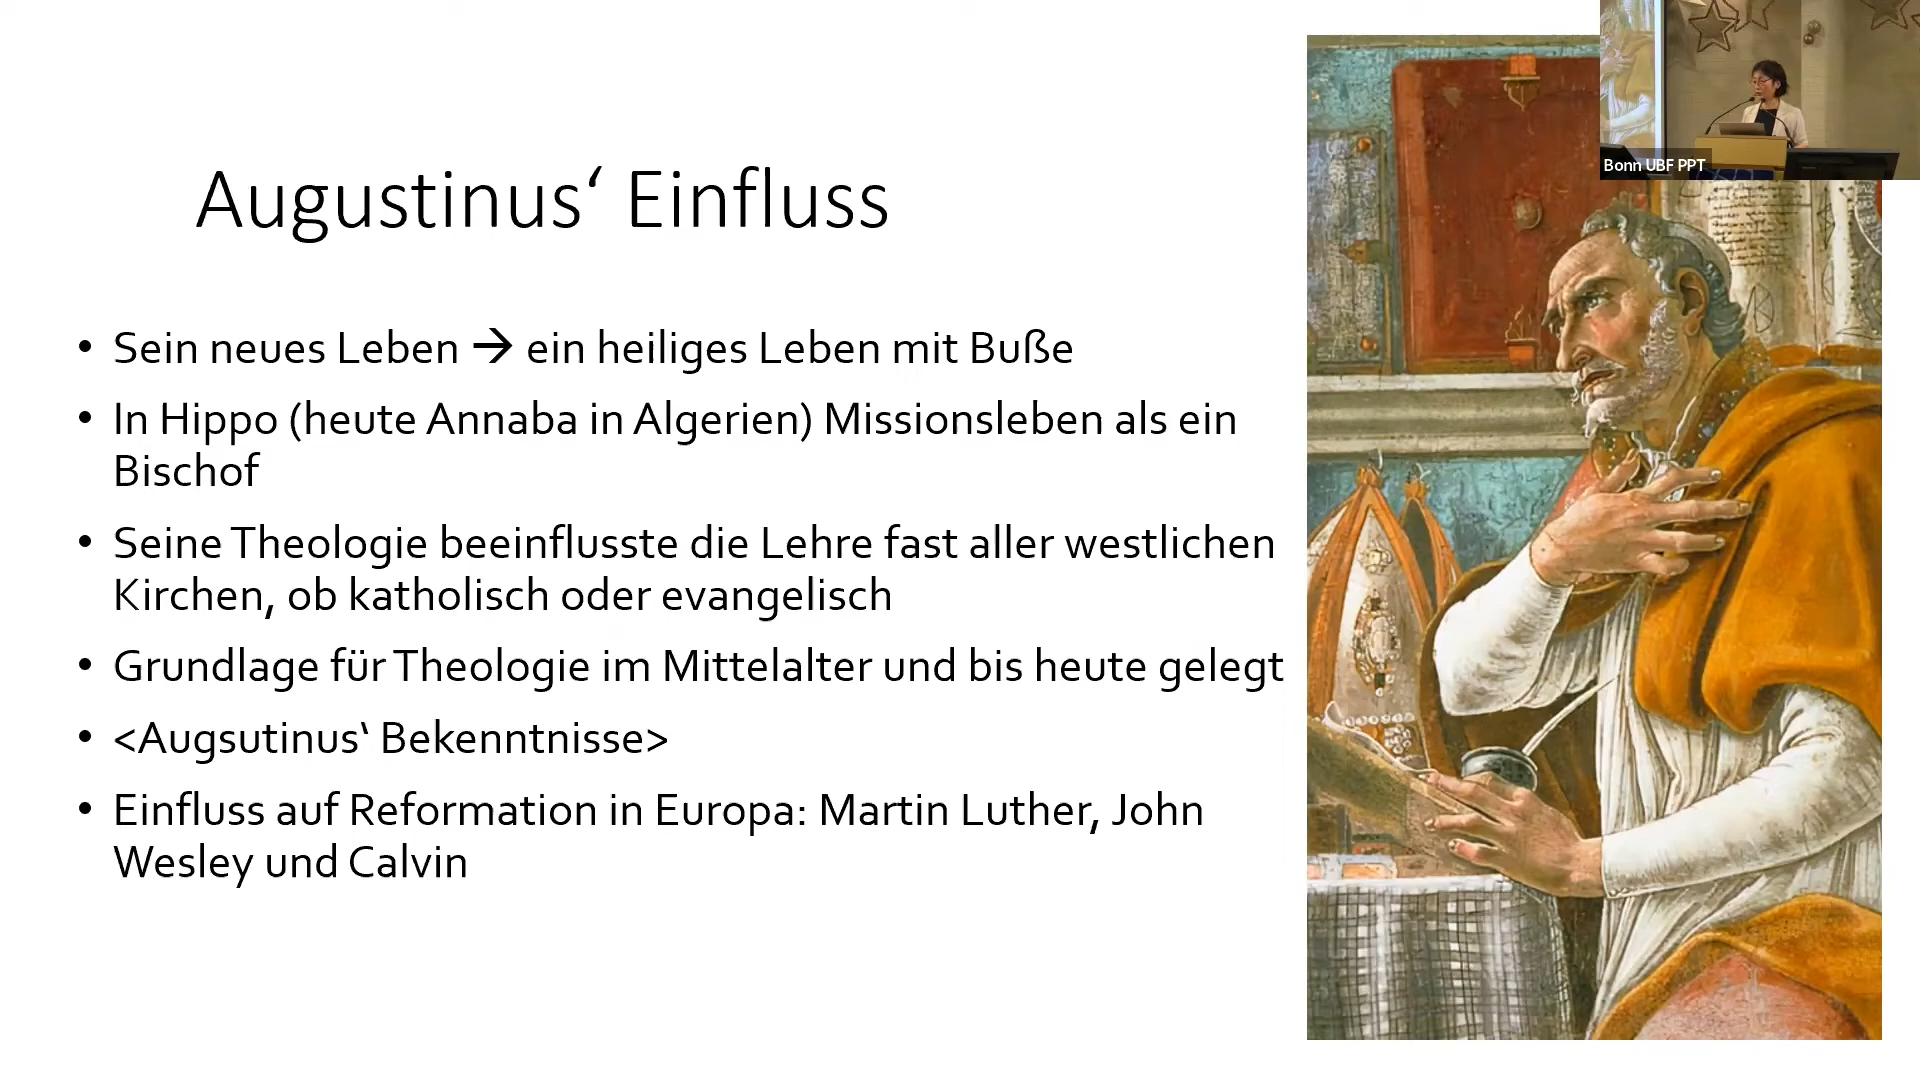 Bonn UBF PPT
Augustinus‘ Einfluss
• Sein neues Leben → ein heiliges Leben mit Buße
• In Hippo (heute Annaba in Algerien) Missionsleben als ein
Bischof
• Seine Theologie beeinflusste die Lehre fast aller westlichen
Kirchen, ob katholisch oder evangelisch
• Grundlage für Theologie im Mittelalter und bis heute gelegt
• <Augsutinus‘ Bekenntnisse>
• Einfluss auf Reformation in Europa: Martin Luther, John
Wesley und Calvin